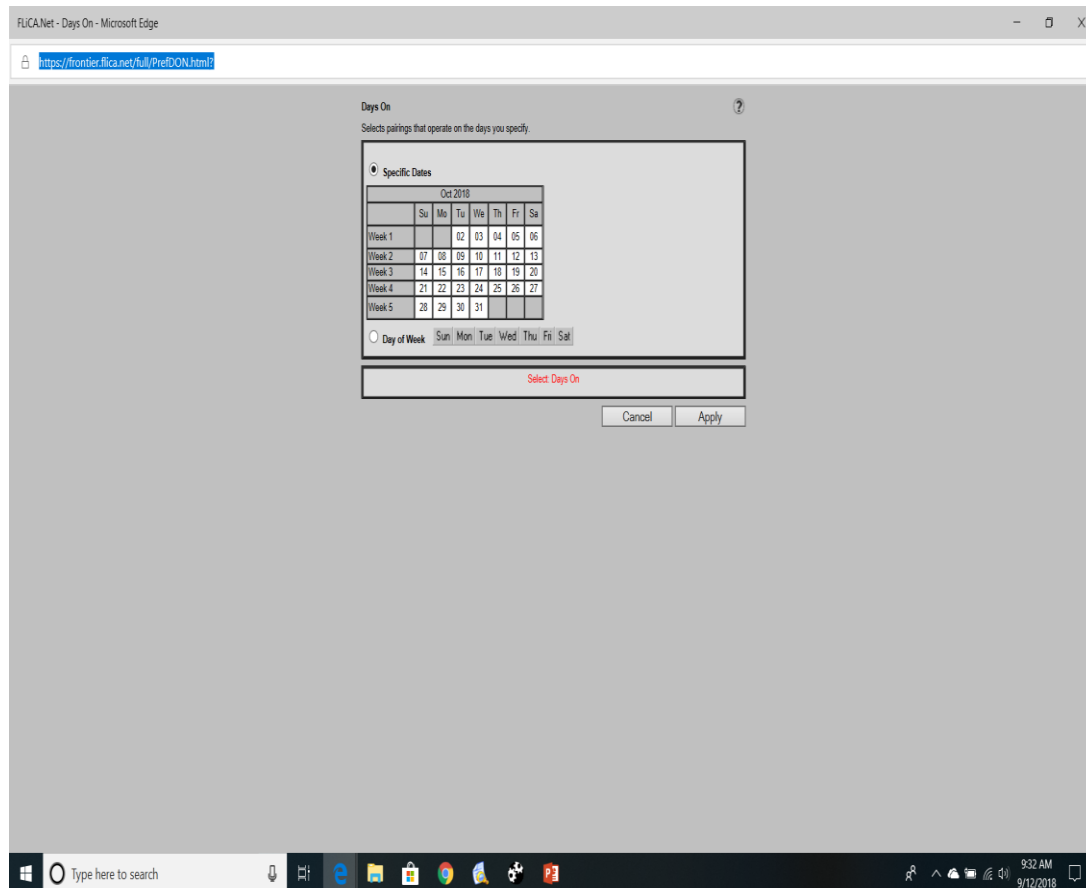 FLiCA.Net - Days On - Microsoft Edge
https://frontier.flica.net/full/PrefDON.html?
Days On
?
Selects pairings that operate on the days you specify.
Specific Dates
Oct 2018
Su Mo Tu We Th Fr Sa
Week 1 02 03 04 05 06
Week 2 07 08 09 10 11 12 13
Week 3 14 15 16 17 18 19 20
Week 4 21 22 23 24 25 26 27
Week 5 28 29 30 31
Day of Week Sun Mon Tue Wed Thu Fri Sat
Select: Days On
Cancel Apply
Type here to search
9:32 AM
9/12/2018